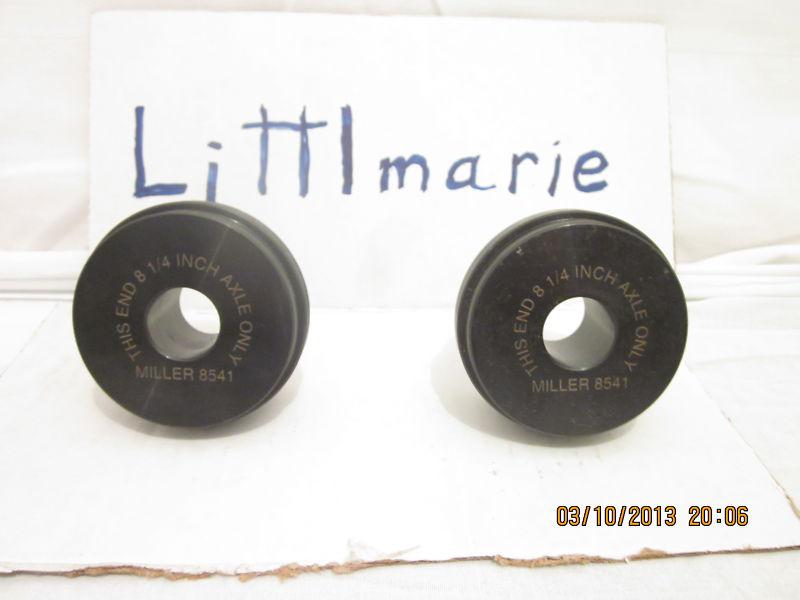 Littlmarie
THIS END 8 1/4 INCH AXLE ONLY
MILLER 8541
THIS END 8 1/4 INCH AXLE ONLY
MILLER 8541
03/10/2013 20:06